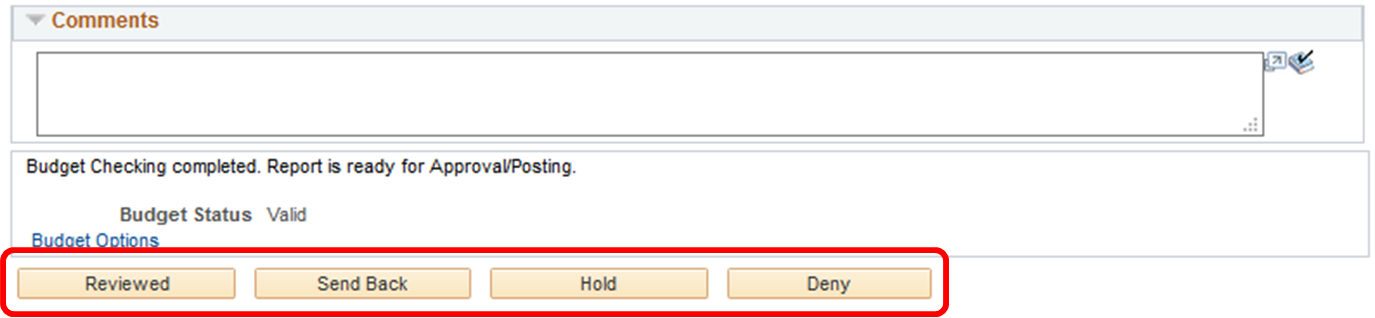 Comments
Budget Checking completed. Report is ready for Approval/Posting.
Budget Status Valid
Budget Options
Reviewed Send Back Hold Deny